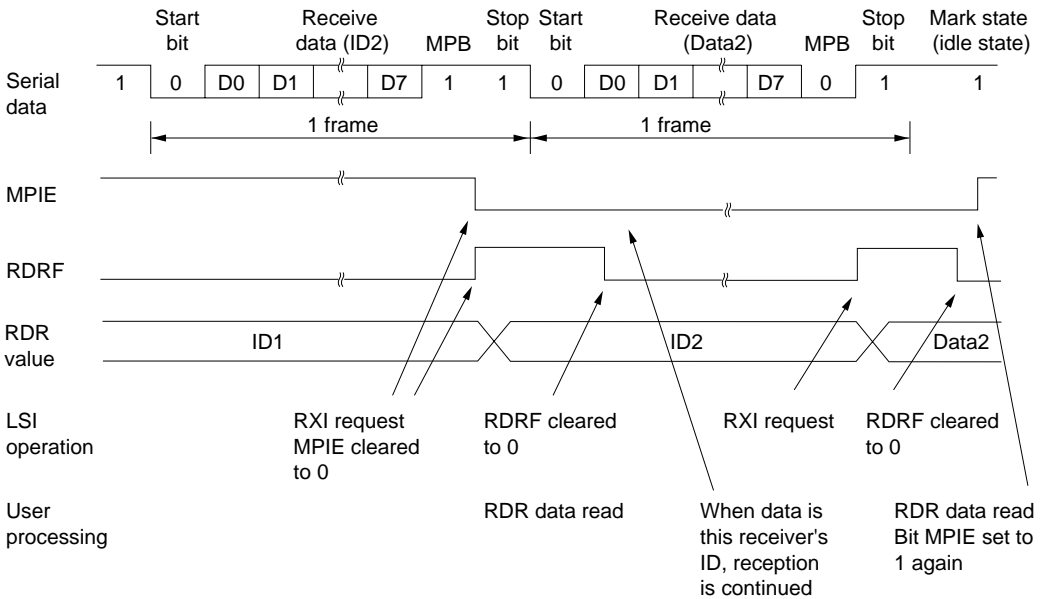 Start bit
Receive data (ID2)
MPB
Stop bit
Start bit
Receive data (Data2)
MPB
Stop bit
Mark state (idle state)
Serial data
1 0 D0 D1 D7 1 1 0 D0 D1 D7 0 1 1
1 frame 1 frame
MPIE
RDRF
RDR value
ID1 ID2 Data2
LSI operation
RXI request
MPIE cleared
to 0
RDRF cleared
to 0
RXI request
RDRF cleared
to 0
User processing
RDR data read
When data is
this receiver's
ID, reception
is continued
RDR data read
Bit MPIE set to
1 again